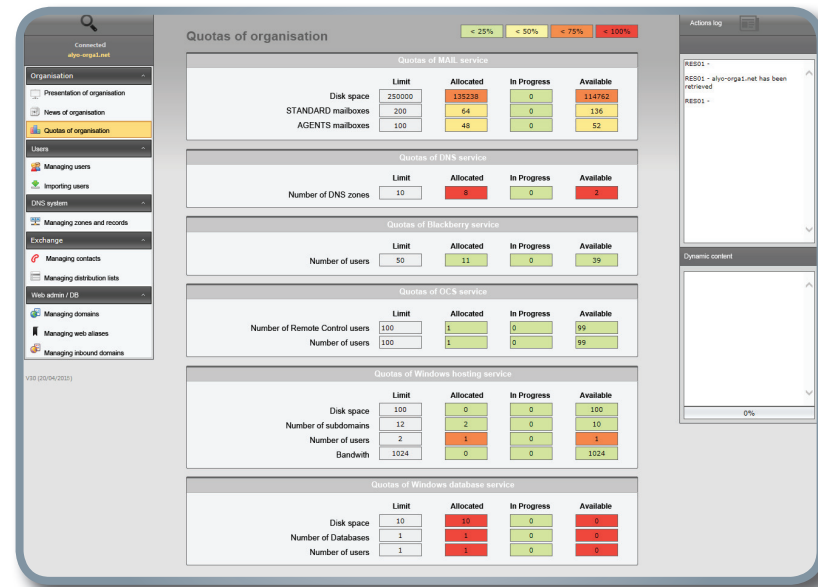 Connected
alyo-orga1.net
Organisation
Presentation of organisation
News of organisation
Quotas of organisation
Users
Managing users
Importing users
DNS system
Managing zones and records
Exchange
Managing contacts
Managing distribution lists
Web admin / DB
Managing domains
Managing web aliases
Managing inbound domains
Quotas of organisation
< 25% < 50% < 75% < 100%
Quotas of MAIL service
Limit Allocated In Progress Available
Disk space 250000 135238 0 114762
STANDARD mailboxes 200 64 0 136
AGENTS mailboxes 100 48 0 52
Quotas of DNS service
Limit Allocated In Progress Available
Number of DNS zones 10 8 0 2
Quotas of Blackberry service
Limit Allocated In Progress Available
Number of users 50 11 0 39
Quotas of OCS service
Limit Allocated In Progress Available
Number of Remote Control users 100 1 0 99
Number of users 100 1 0 99
Quotas of Windows hosting service
Limit Allocated In Progress Available
Disk space 100 0 0 100
Number of subdomains 12 2 0 10
Number of users 2 1 0 1
Bandwith 1024 0 0 1024
Quotas of Windows database service
Limit Allocated In Progress Available
Disk space 10 10 0 0
Number of Databases 1 1 0 0
Number of users 1 1 0 0
Actions log
RES01 -
RES01 - alyo-orga1.net has been
retrieved
RES01 -
Dynamic content
0%